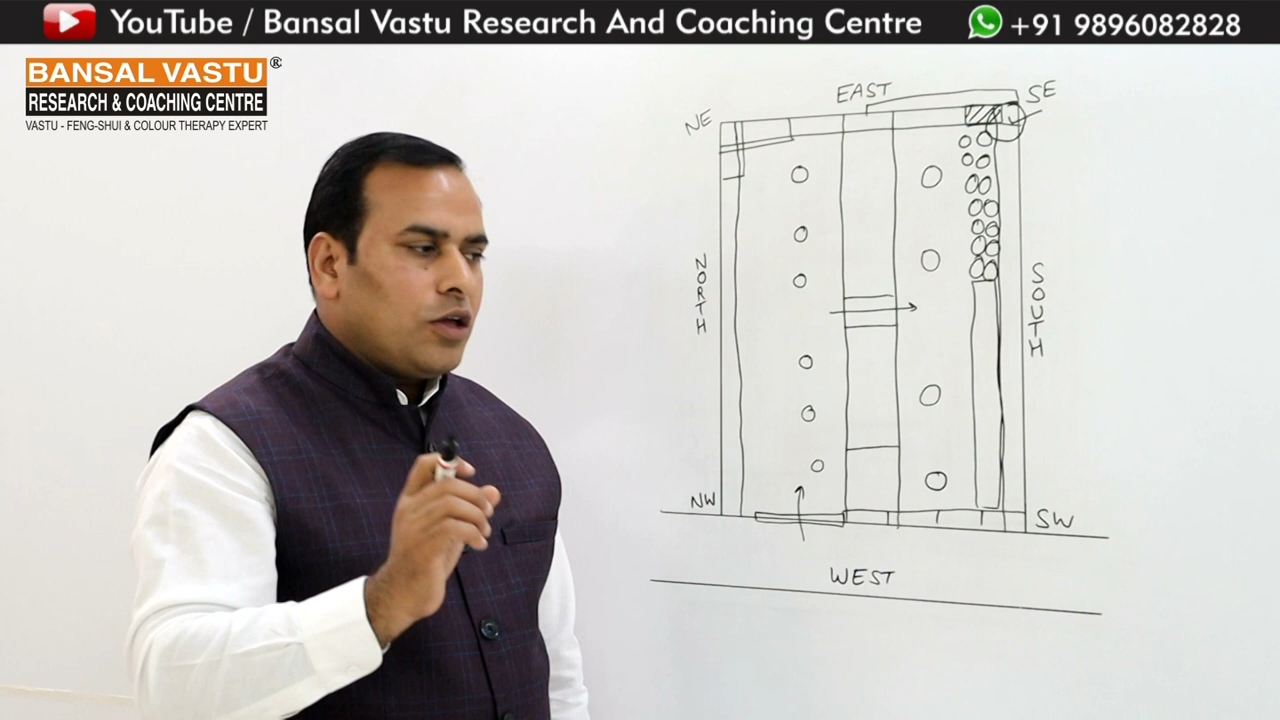 YouTube / Bansal Vastu Research And Coaching Centre +91 9896082828
BANSAL VASTU®
RESEARCH & COACHING CENTRE
VASTU - FENG-SHUI & COLOUR THERAPY EXPERT
EAST
NE
SE
NORTH
SOUTH
NW
SW
WEST